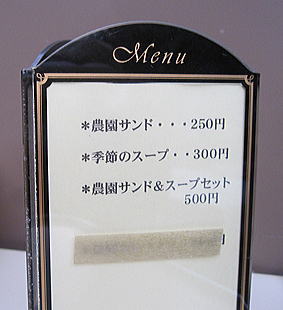 Menu
＊農園サンド・・・250円
＊季節のスープ・・300円
＊農園サンド&スープセット
500円